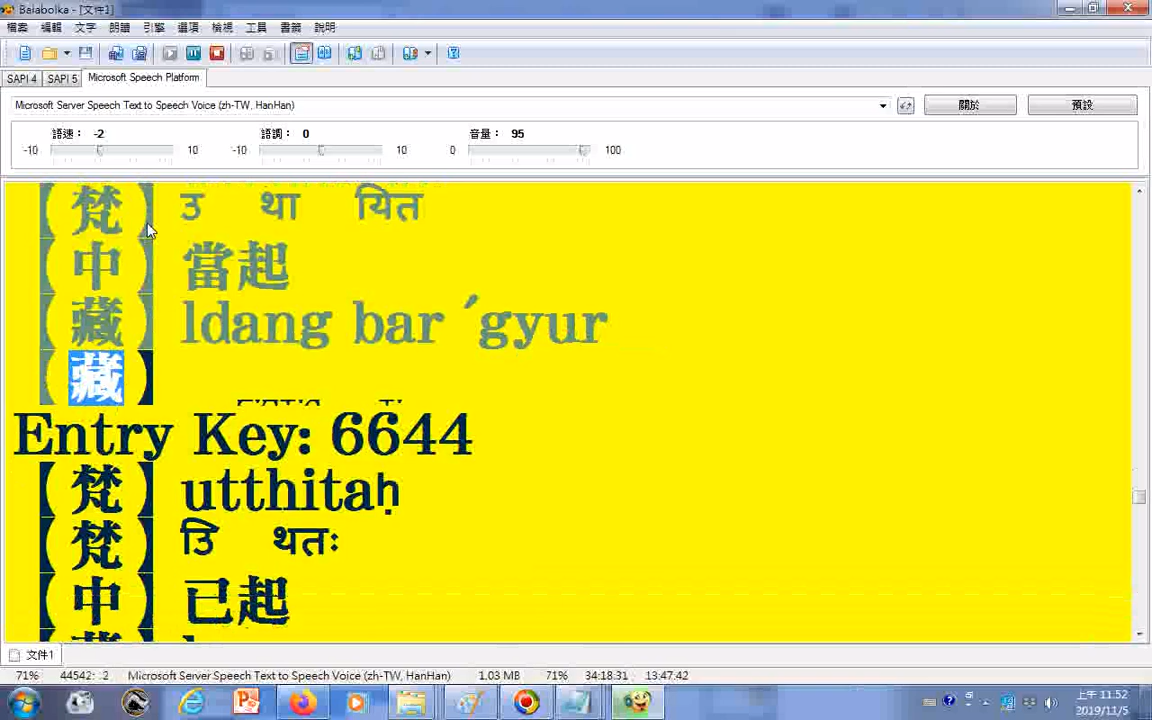 Balabolka - [文件1]
檔案 編輯 文字 朗讀 引擎 選項 檢視 工具 書籤 說明
SAPI 4 SAPI 5 Microsoft Speech Platform
Microsoft Server Speech Text to Speech Voice (zh-TW, HanHan) 關於 預設
語速： -2 語調： 0 音量： 95
-10 10 -10 10 0 100
【梵】 उ था यित
【中】 當起
【藏】 ldang bar ´gyur
【藏】
Entry Key: 6644
【梵】 utthitaḥ
【梵】 उि थतः
【中】 已起
文件1
71% 44542: 2 Microsoft Server Speech Text to Speech Voice (zh-TW, HanHan) 1.03 MB 71% 34:18.31 13:47:42
上午 11:52
2019/11/5